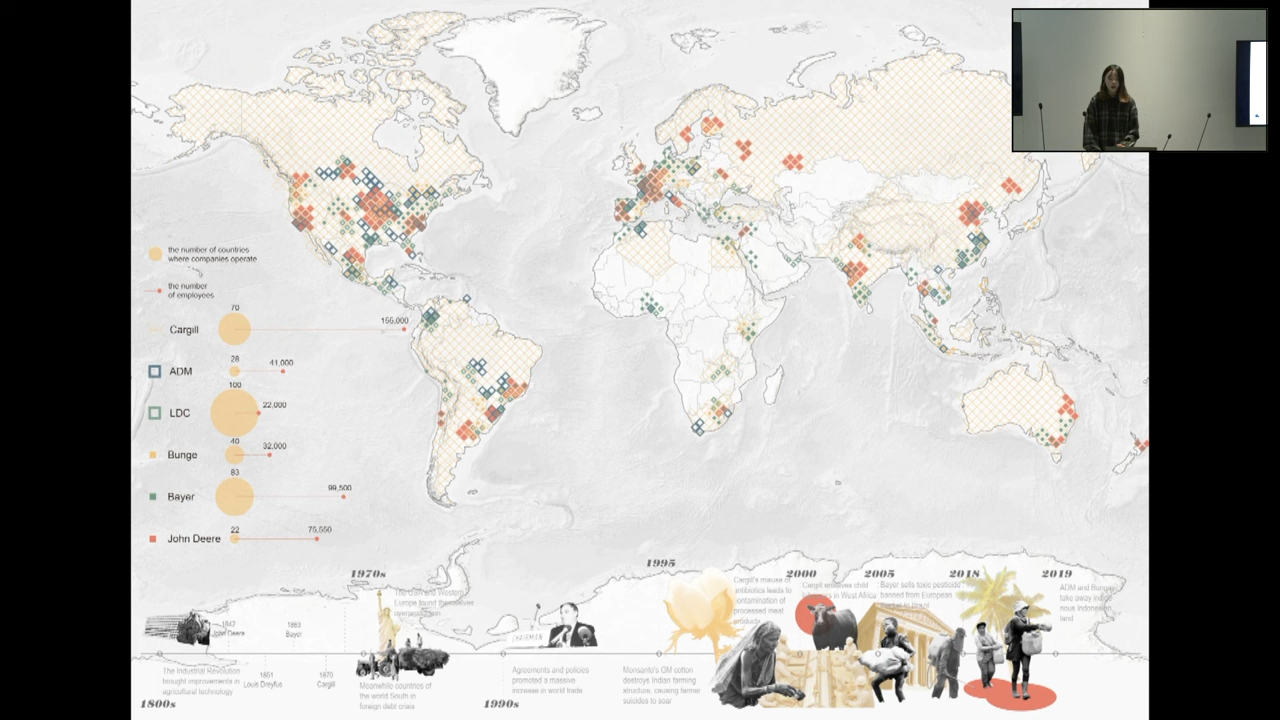 the number of countries
where companies operate
the number
of employees
70
Cargill
155,000
28
ADM
41,000
100
LDC
22,000
40
Bunge
32,000
83
Bayer
99,500
22
John Deere
75,550
1970s
1995
2000
2005
2018
2019
Europe found themselves
Cargill's misuse of
antibiotics leads to
contamination of
processed meat
products
Cargill enslaves child
in West Africa
Bayer sells toxic pesticide
banned from European
ADM and Bunge
take away indige
nous Indonesian
land
1847
John Deere
1863
Bayer
CHAIRMAN
The Industrial Revolution
brought improvements in
agricultural technology
1851
Louis Dreyfus
1870
Cargill
Meanwhile countries of
the world South in
foreign debt crisis
Agreements and policies
promoted a massive
increase in world trade
Monsanto's GM cotton
destroys Indian farming
structure, causing farmer
suicides to soar
1800s
1990s